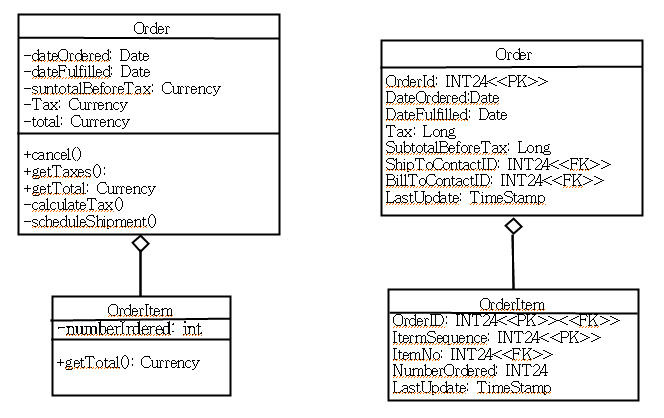 Order
-dateOrdered: Date
-dateFulfilled: Date
-suntotalBeforeTax: Currency
-Tax: Currency
-total: Currency
+cancel()
+getTaxes():
+getTotal: Currency
-calculateTax()
-scheduleShipment()
OrderItem
-numberIrdered: int
+getTotal(): Currency
Order
OrderId: INT24<<PK>>
DateOrdered:Date
DateFulfilled: Date
Tax: Long
SubtotalBeforeTax: Long
ShipToContactID: INT24<<FK>>
BillToContactID: INT24<<FK>>
LastUpdate: TimeStamp
OrderItem
OrderID: INT24<<PK>><<FK>>
ItermSequence: INT24<<PK>>
ItemNo: INT24<<FK>>
NumberOrdered: INT24
LastUpdate: TimeStamp